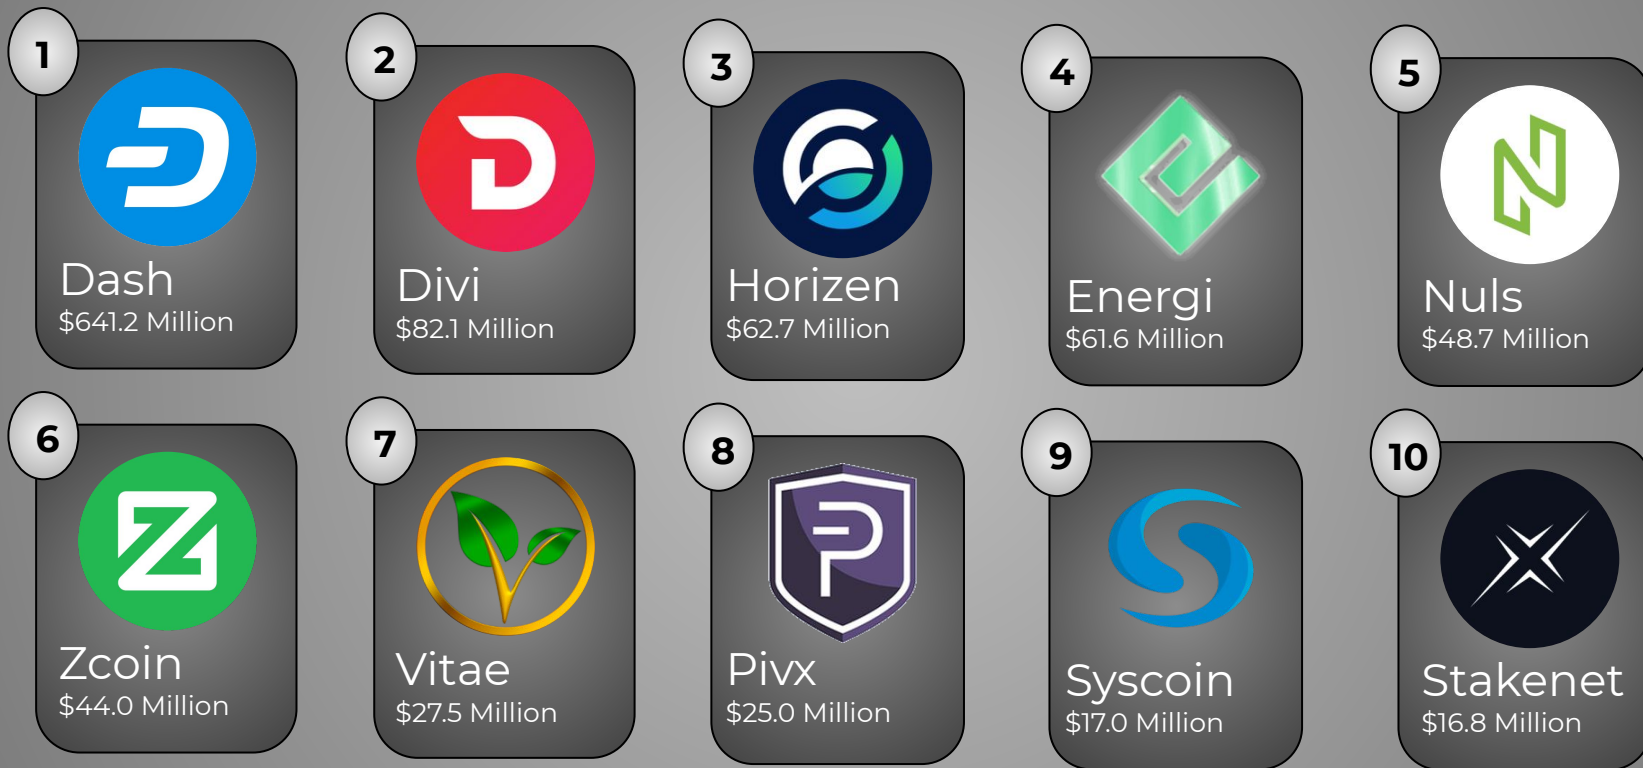 1
Dash
$641.2 Million
2
Divi
$82.1 Million
3
Horizen
$62.7 Million
4
Energi
$61.6 Million
5
Nuls
$48.7 Million
6
Zcoin
$44.0 Million
7
Vitae
$27.5 Million
8
Pivx
$25.0 Million
9
Syscoin
$17.0 Million
10
Stakenet
$16.8 Million